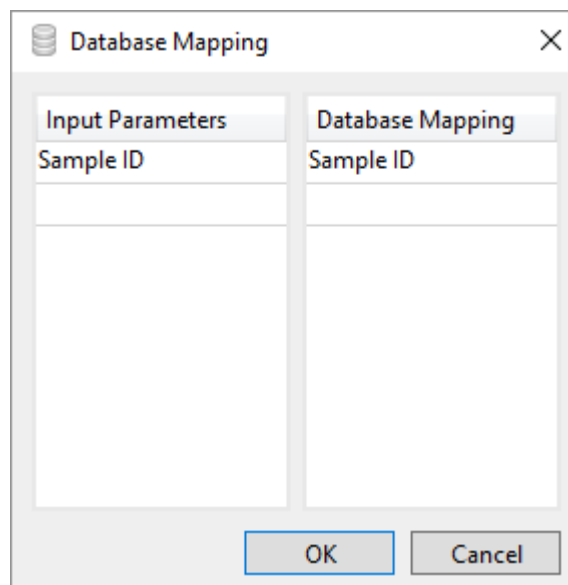 Database Mapping
Input Parameters
Database Mapping
Sample ID
Sample ID
OK
Cancel